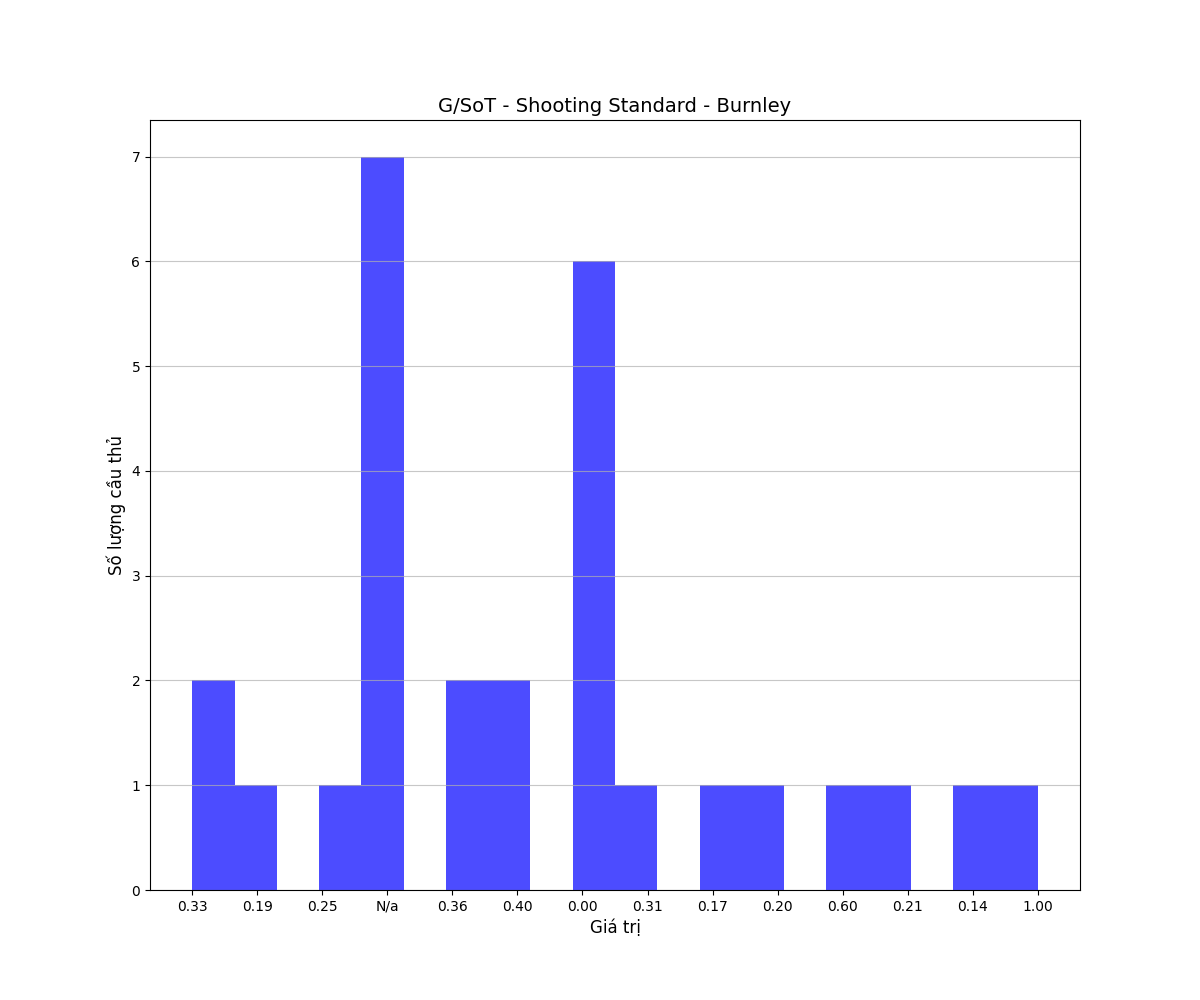 G/SoT - Shooting Standard - Burnley
7
6
5
4
3
2
1
0
Số lượng cầu thủ
0.33 0.19 0.25 N/a 0.36 0.40 0.00 0.31 0.17 0.20 0.60 0.21 0.14 1.00
Giá trị